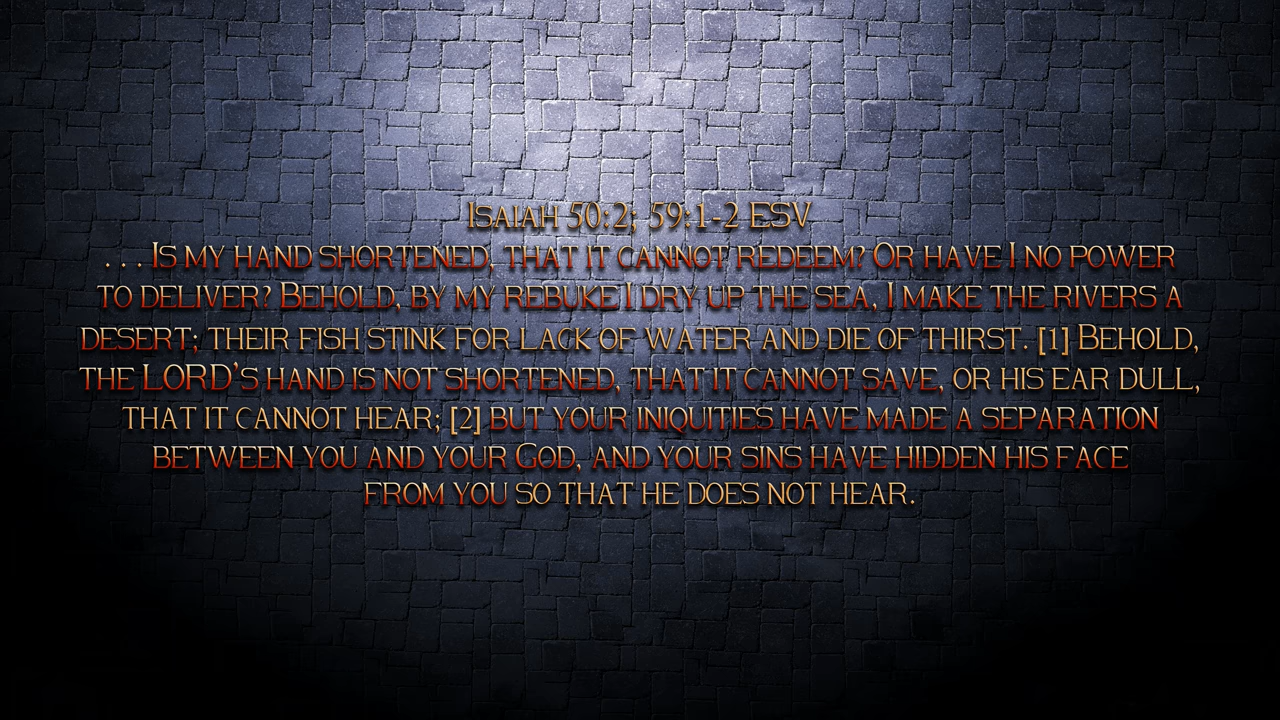 Isaiah 50:2; 59:1-2 ESV
. . . Is my hand shortened, that it cannot redeem? Or have I no power
to deliver? Behold, by my rebuke I dry up the sea, I make the rivers a
desert; their fish stink for lack of water and die of thirst. [1] Behold,
the LORD's hand is not shortened, that it cannot save, or his ear dull,
that it cannot hear; [2] but your iniquities have made a separation
between you and your God, and your sins have hidden his face
from you so that he does not hear.